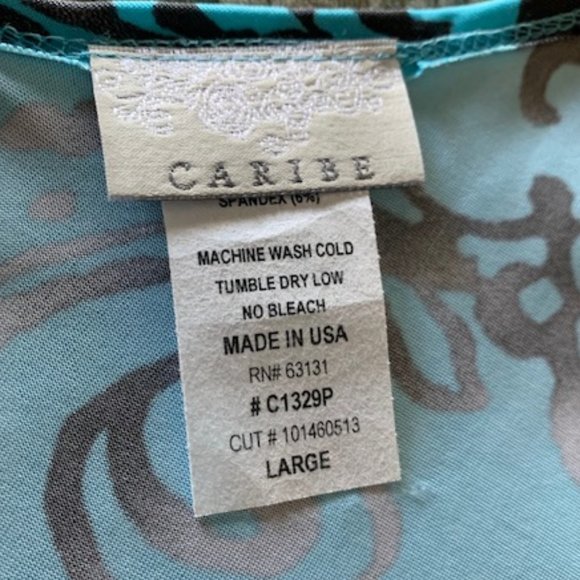 CARIBE
SPANDEX (6%)
MACHINE WASH COLD
TUMBLE DRY LOW
NO BLEACH
MADE IN USA
RN# 63131
# C1329P
CUT # 101460513
LARGE